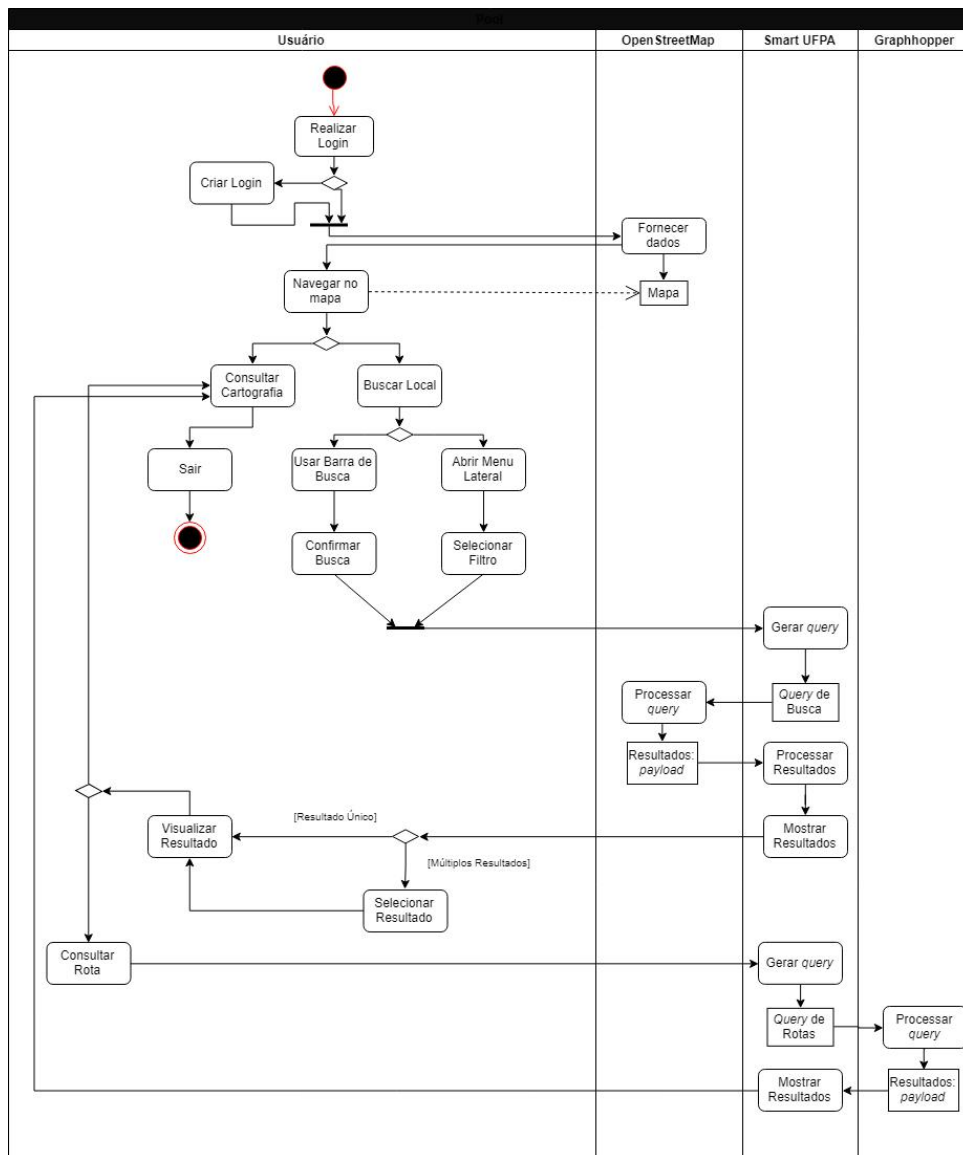 Pool
Usuário
OpenStreetMap
Smart UFPA
Graphhopper
Realizar
Login
Criar Login
Fornecer
dados
Navegar no
mapa
Mapa
Consultar
Cartografia
Buscar Local
Sair
Usar Barra de
Busca
Abrir Menu
Lateral
Confirmar
Busca
Selecionar
Filtro
Gerar query
Processar
query
Query de
Busca
Resultados:
payload
Processar
Resultados
Visualizar
Resultado
[Resultado Único]
Mostrar
Resultados
[Múltiplos Resultados]
Selecionar
Resultado
Consultar
Rota
Gerar query
Query de
Rotas
Processar
query
Mostrar
Resultados
Resultados:
payload